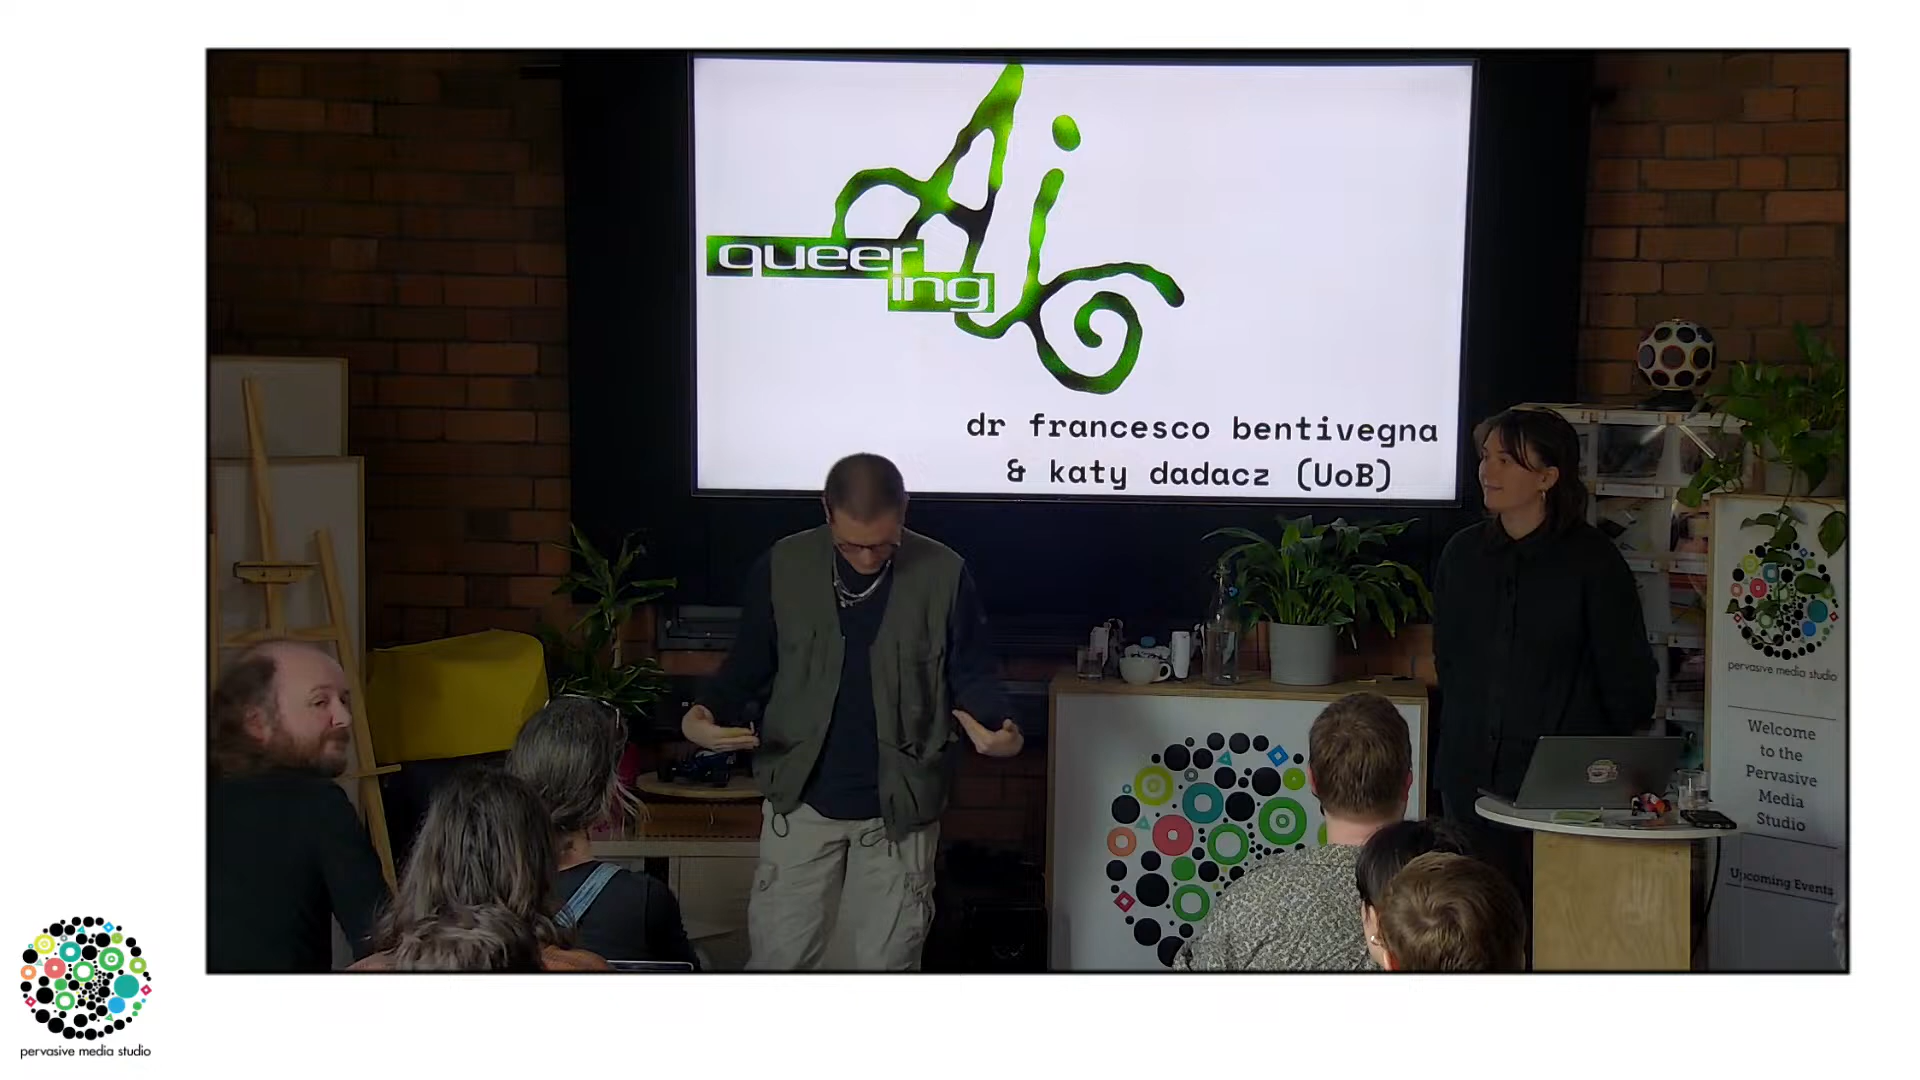 queer
ing
Ai
dr francesco bentivegna
& katy dadacz (UoB)
pervasive media studio
Welcome
to the
Pervasive
Media
Studio
Upcoming Events
pervasive media studio